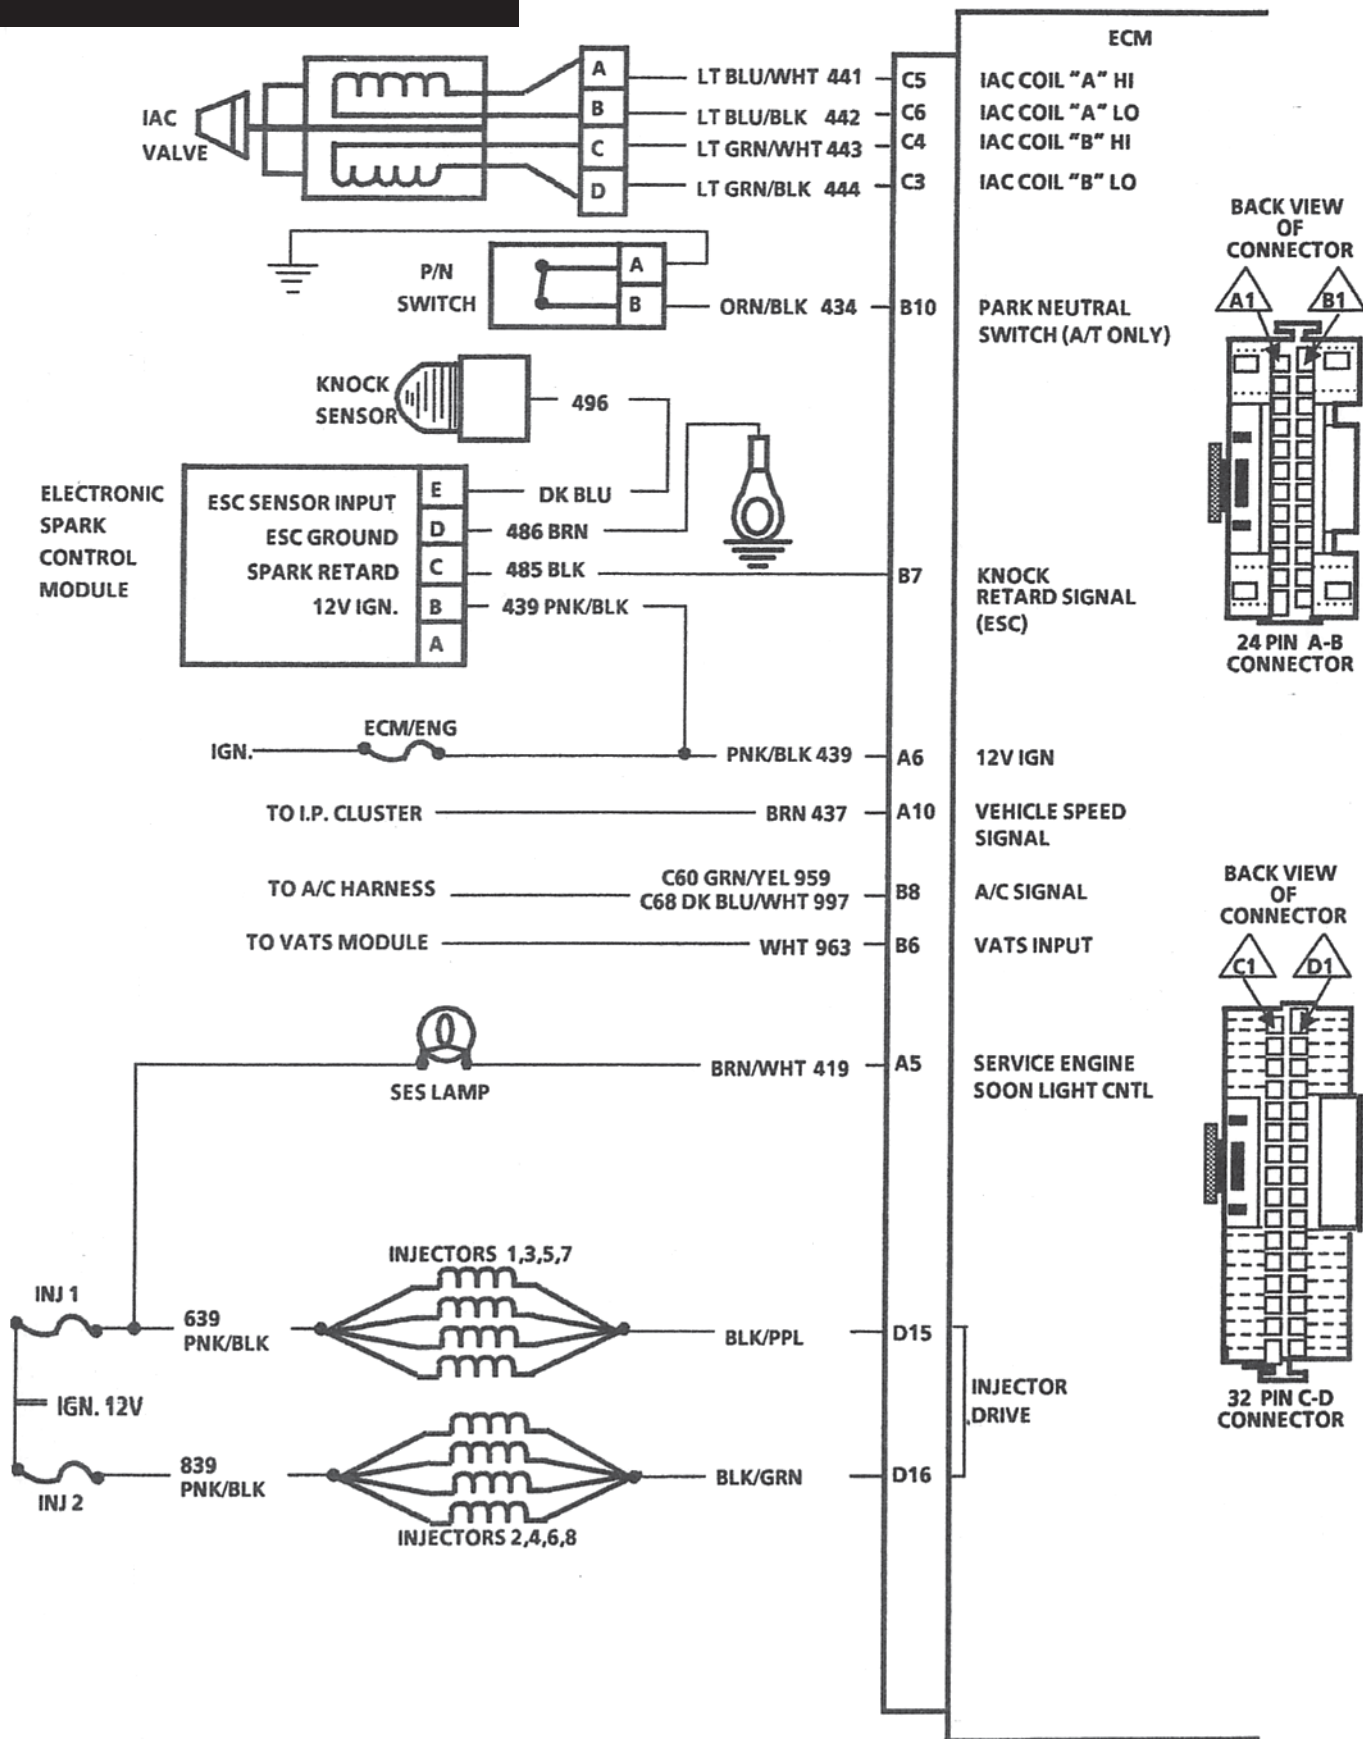 ECM
IAC
VALVE
A
B
C
D
LT BLU/WHT 441
LT BLU/BLK 442
LT GRN/WHT 443
LT GRN/BLK 444
C5
C6
C4
C3
IAC COIL "A" HI
IAC COIL "A" LO
IAC COIL "B" HI
IAC COIL "B" LO
P/N
SWITCH
A
B
ORN/BLK 434
B10
PARK NEUTRAL
SWITCH (A/T ONLY)
BACK VIEW
OF
CONNECTOR
A1
B1
24 PIN A-B
CONNECTOR
KNOCK
SENSOR
496
ELECTRONIC
SPARK
CONTROL
MODULE
ESC SENSOR INPUT
ESC GROUND
SPARK RETARD
12V IGN.
E
D
C
B
A
DK BLU
486 BRN
485 BLK
439 PNK/BLK
B7
KNOCK
RETARD SIGNAL
(ESC)
IGN.
ECM/ENG
PNK/BLK 439
A6
12V IGN
TO I.P. CLUSTER
BRN 437
A10
VEHICLE SPEED
SIGNAL
TO A/C HARNESS
C60 GRN/YEL 959
C68 DK BLU/WHT 997
B8
A/C SIGNAL
TO VATS MODULE
WHT 963
B6
VATS INPUT
BACK VIEW
OF
CONNECTOR
C1
D1
32 PIN C-D
CONNECTOR
SES LAMP
BRN/WHT 419
A5
SERVICE ENGINE
SOON LIGHT CNTL
INJECTORS 1,3,5,7
INJ 1
639
PNK/BLK
BLK/PPL
D15
IGN. 12V
INJECTOR
DRIVE
INJ 2
839
PNK/BLK
BLK/GRN
D16
INJECTORS 2,4,6,8